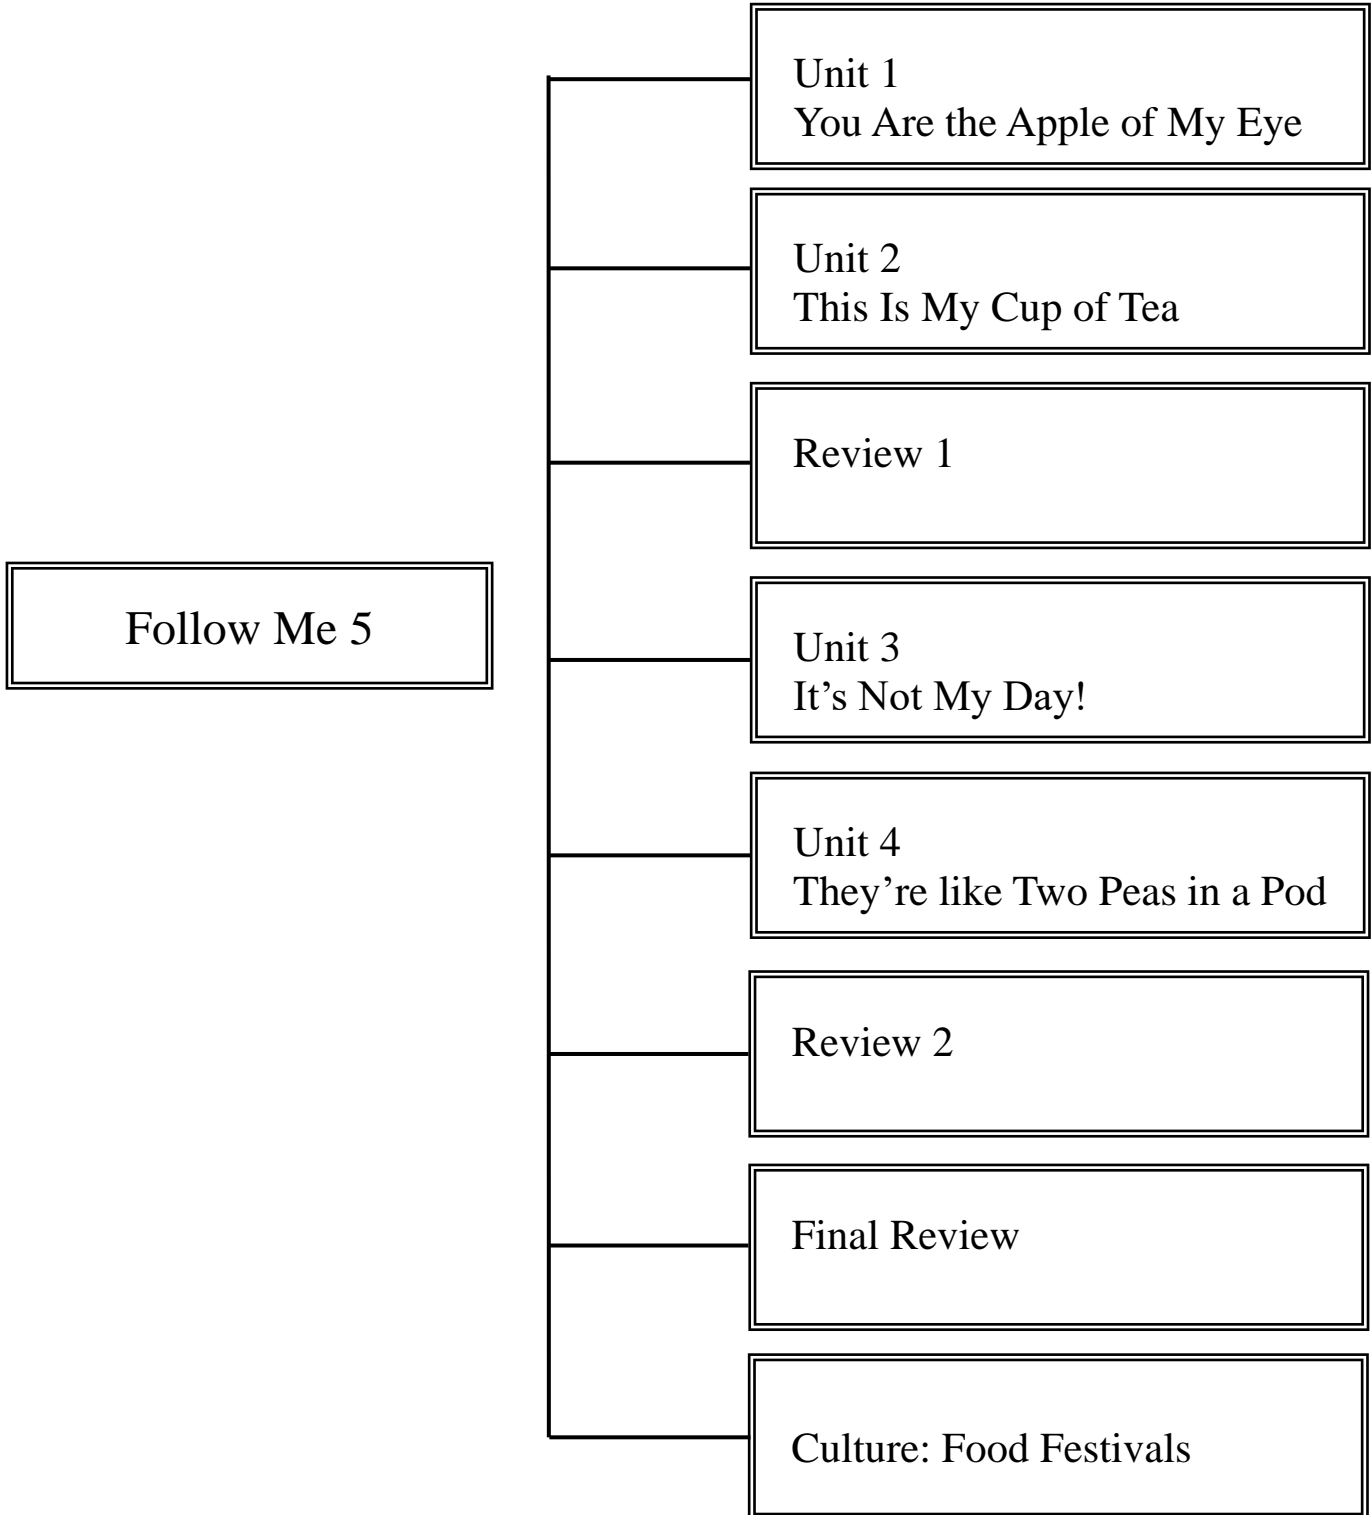 Unit 1
You Are the Apple of My Eye
Unit 2
This Is My Cup of Tea
Review 1
Follow Me 5
Unit 3
It’s Not My Day!
Unit 4
They’re like Two Peas in a Pod
Review 2
Final Review
Culture: Food Festivals